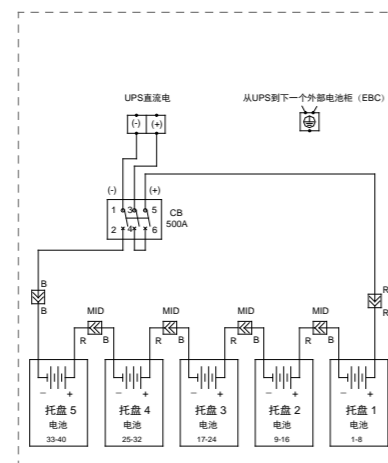 UPS直流电
从UPS到下一个外部电池柜（EBC）
(-) (+)
(-) (+)
1 3 5
CB
500A
2 4 6
B
B
R
R
MID MID MID MID
R B R B R B R B
− + − + − + − + − +
托盘 5 托盘 4 托盘 3 托盘 2 托盘 1
电池 电池 电池 电池 电池
33-40 25-32 17-24 9-16 1-8